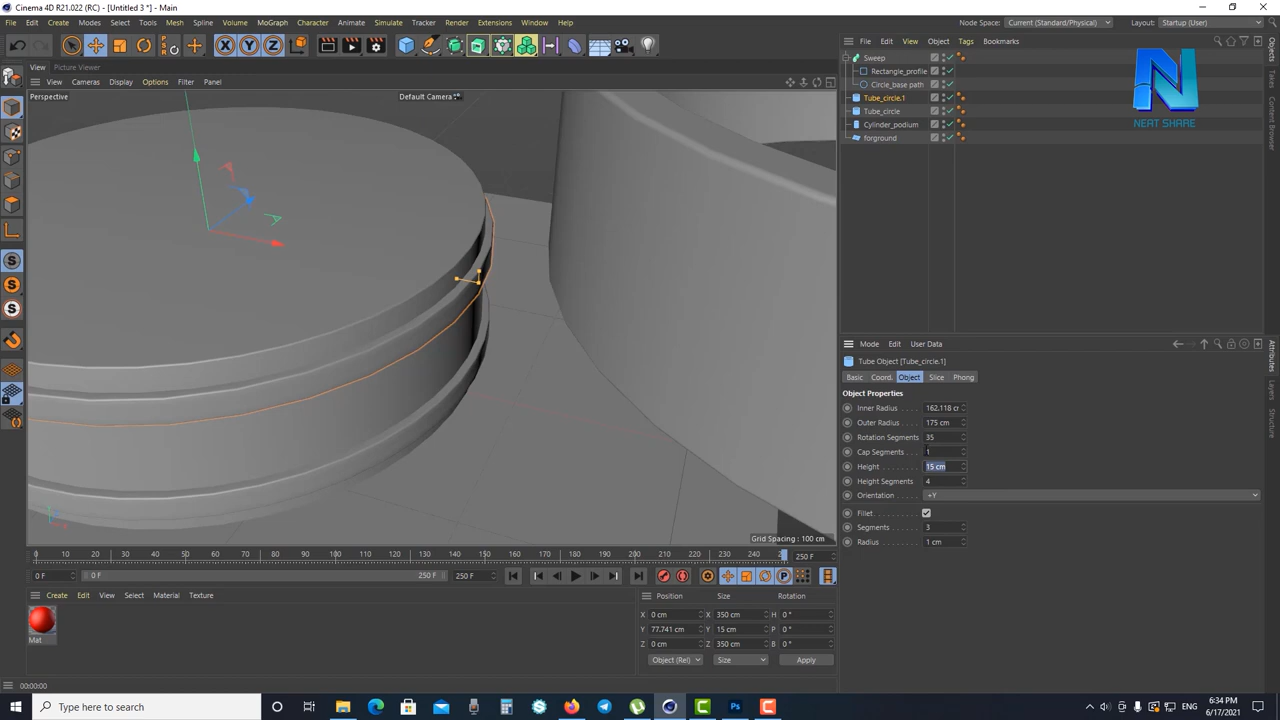 Cinema 4D R21.022 (RC) - [Untitled 3 *] - Main
File Edit Create Modes Select Tools Mesh Spline Volume MoGraph Character Animate Simulate Tracker Render Extensions Window Help
Node Space: Current (Standard/Physical) Layout: Startup (User)
X Y Z
File Edit View Object Tags Bookmarks
View Picture Viewer
View Cameras Display Options Filter Panel
Perspective
Default Camera
Sweep
Rectangle_profile
Circle_base path
Tube_circle.1
Tube_circle
Cylinder_podium
forground
NEAT SHARE
Objects
Takes
Content Browser
Mode Edit User Data
Tube Object [Tube_circle.1]
Basic Coord. Object Slice Phong
Object Properties
Inner Radius . . . . 162.118 cr
Outer Radius . . . . 175 cm
Rotation Segments 35
Cap Segments . . . 1
Height . . . . . . . . 15 cm
Height Segments . 4
Orientation . . . . . +Y
Fillet. . . . . . . . . .
Segments . . . . . . 3
Radius . . . . . . . . 1 cm
Attributes
Layers
Structure
Grid Spacing : 100 cm
0 10 20 30 40 50 60 70 80 90 100 110 120 130 140 150 160 170 180 190 200 210 220 230 240 250 F
0 F 0 F 250 F 250 F
Create Edit View Select Material Texture
Mat
Position Size Rotation
X 0 cm X 350 cm H 0 °
Y 77.741 cm Y 15 cm P 0 °
Z 0 cm Z 350 cm B 0 °
Object (Rel) Size Apply
00:00:00
Type here to search
ENG
6:34 PM
6/17/2021